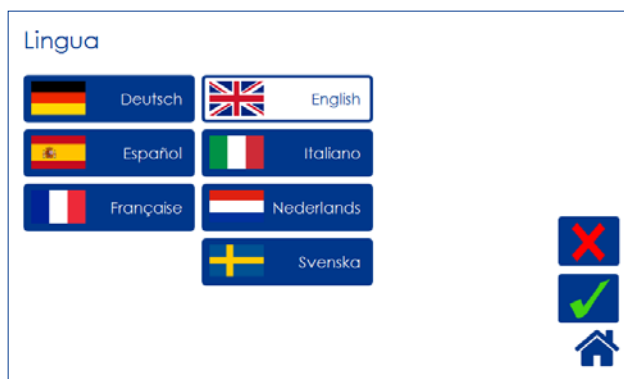 Lingua
Deutsch
English
Español
Italiano
Française
Nederlands
Svenska